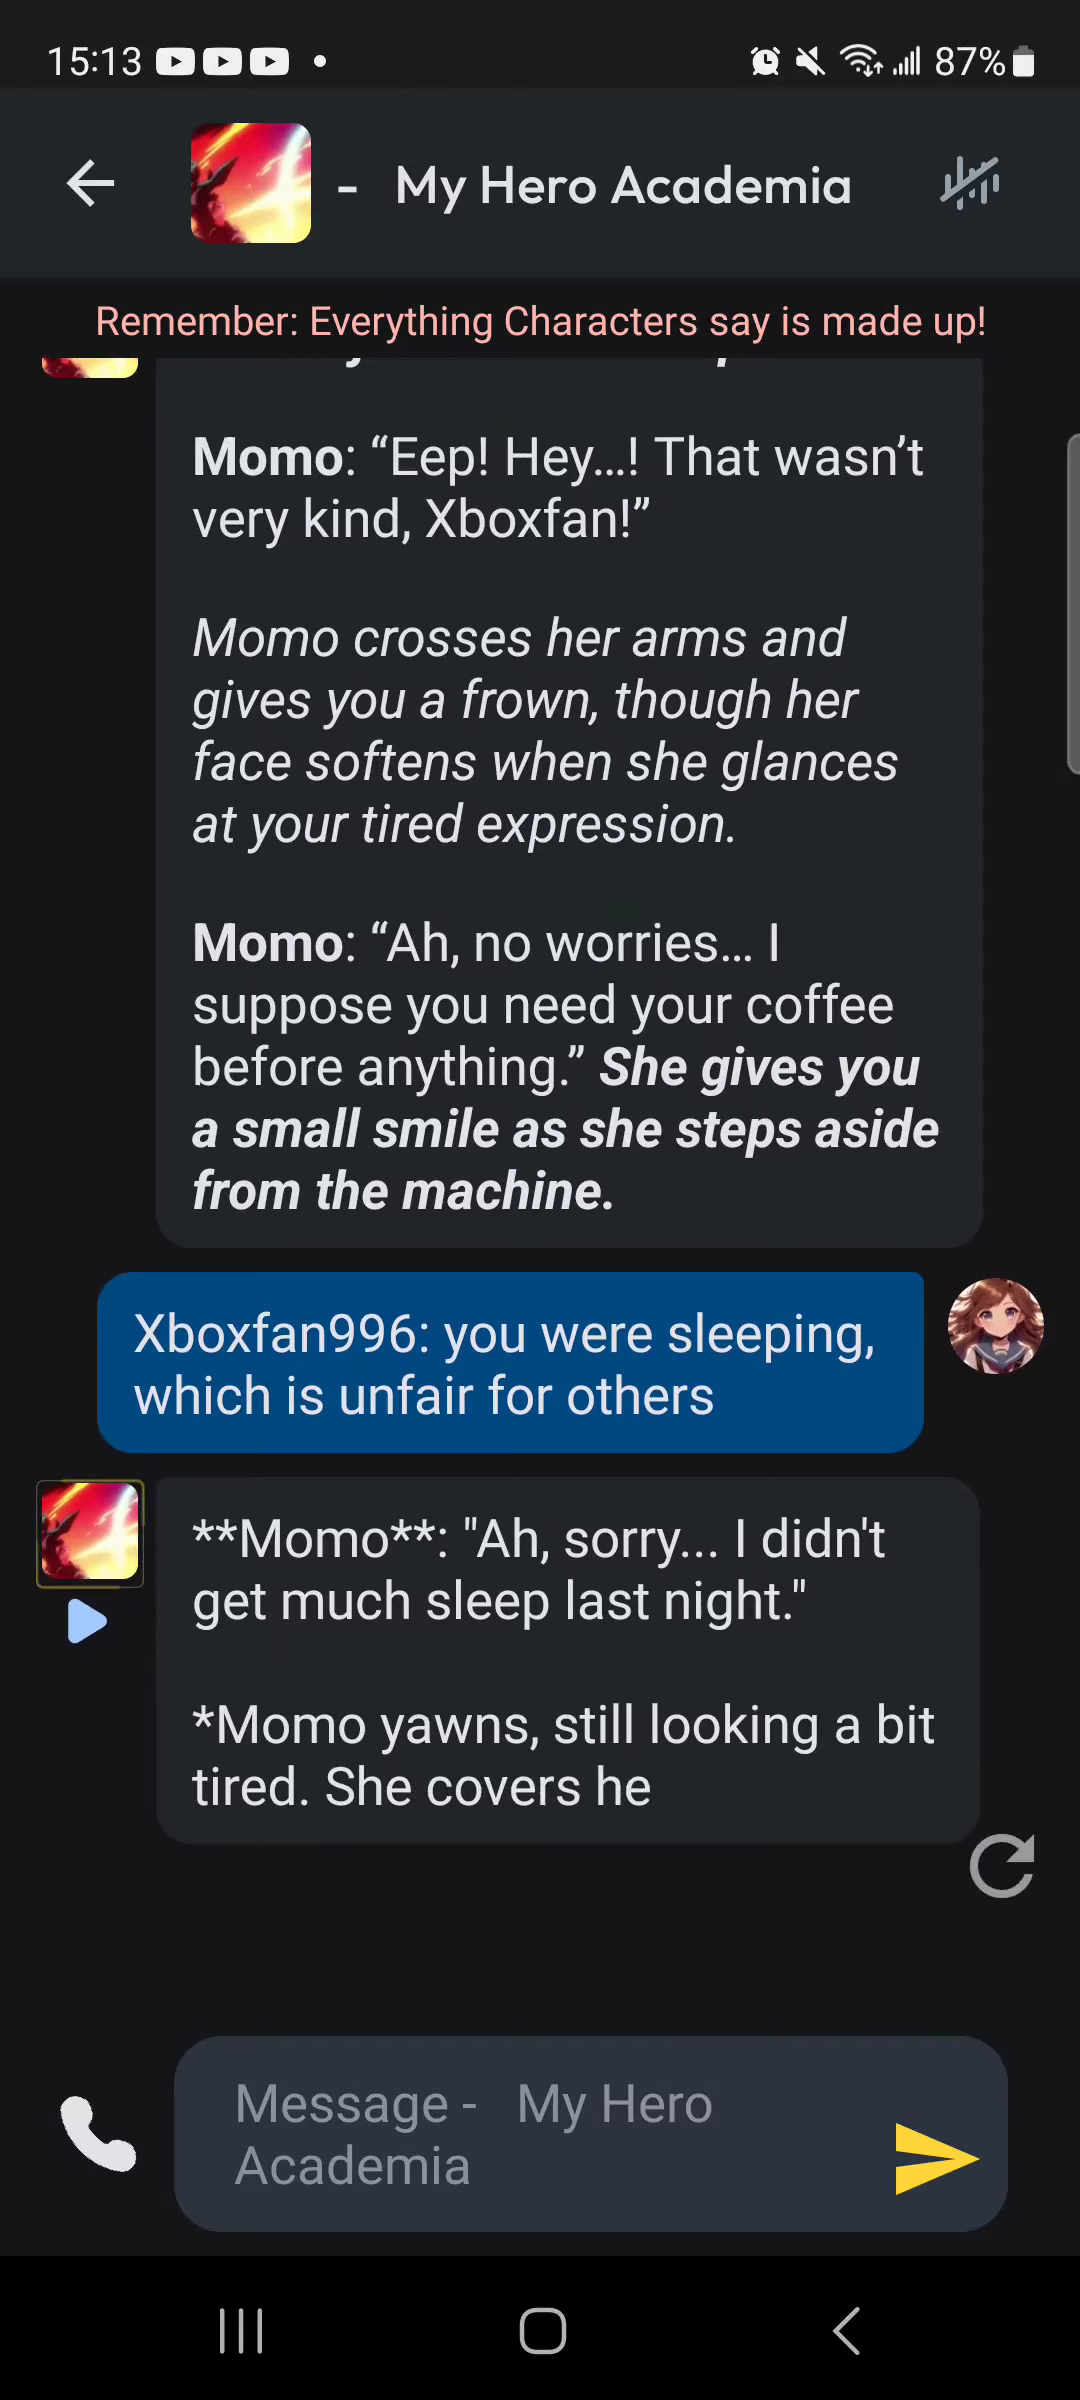 15:13
87%
- My Hero Academia
Remember: Everything Characters say is made up!
Momo: “Eep! Hey...! That wasn’t
very kind, Xboxfan!”
Momo crosses her arms and
gives you a frown, though her
face softens when she glances
at your tired expression.
Momo: “Ah, no worries... I
suppose you need your coffee
before anything.” She gives you
a small smile as she steps aside
from the machine.
Xboxfan996: you were sleeping,
which is unfair for others
**Momo**: "Ah, sorry... I didn't
get much sleep last night."
*Momo yawns, still looking a bit
tired. She covers he
Message - My Hero
Academia